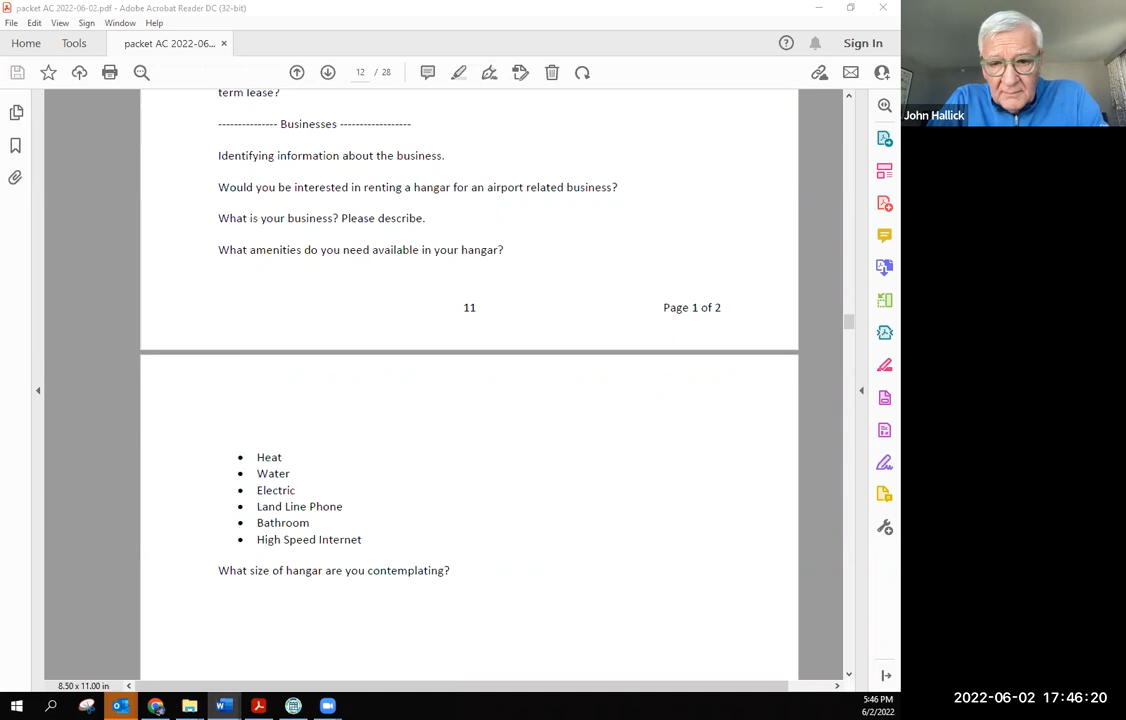 packet AC 2022-06-02.pdf - Adobe Acrobat Reader DC (32-bit)
File Edit View Sign Window Help
Home Tools packet AC 2022-06... × Sign In
12 / 28
term lease?
-------------- Businesses -----------------
Identifying information about the business.
Would you be interested in renting a hangar for an airport related business?
What is your business? Please describe.
What amenities do you need available in your hangar?
11 Page 1 of 2
• Heat
• Water
• Electric
• Land Line Phone
• Bathroom
• High Speed Internet
What size of hangar are you contemplating?
8.50 x 11.00 in
5:46 PM
6/2/2022
John Hallick
2022-06-02 17:46:20